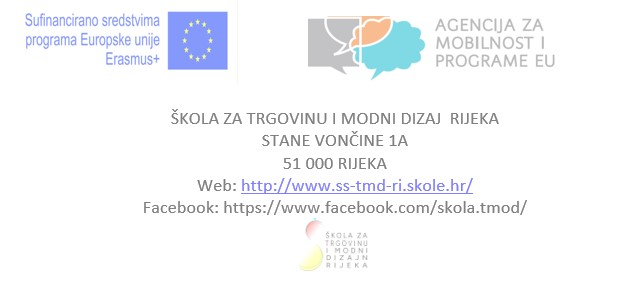 Sufinancirano sredstvima
programa Europske unije
Erasmus+
AGENCIJA ZA
MOBILNOST I
PROGRAME EU
ŠKOLA ZA TRGOVINU I MODNI DIZAJ RIJEKA
STANE VONČINE 1A
51 000 RIJEKA
Web: http://www.ss-tmd-ri.skole.hr/
Facebook: https://www.facebook.com/skola.tmod/
ŠKOLA ZA
TRGOVINU
I MODNI
DIZAJN
RIJEKA